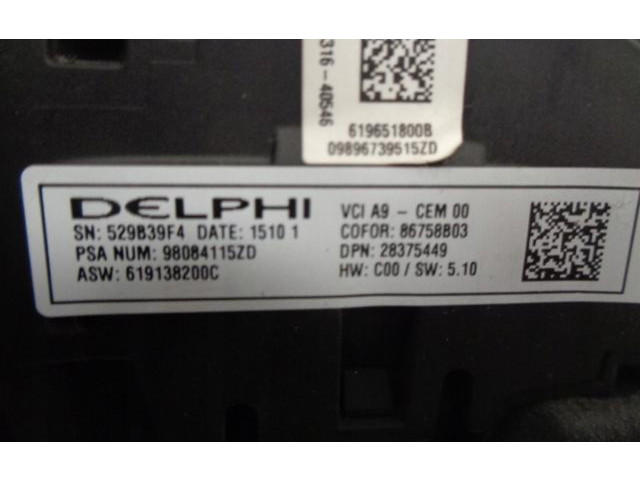 316-40546
619651800B
09896739515ZD
DELPHI
SN: 529B39F4 DATE: 1510 1
PSA NUM: 98084115ZD
ASW: 619138200C
VCI A9 - CEM 00
COFOR: 86758B03
DPN: 28375449
HW: C00 / SW: 5.10